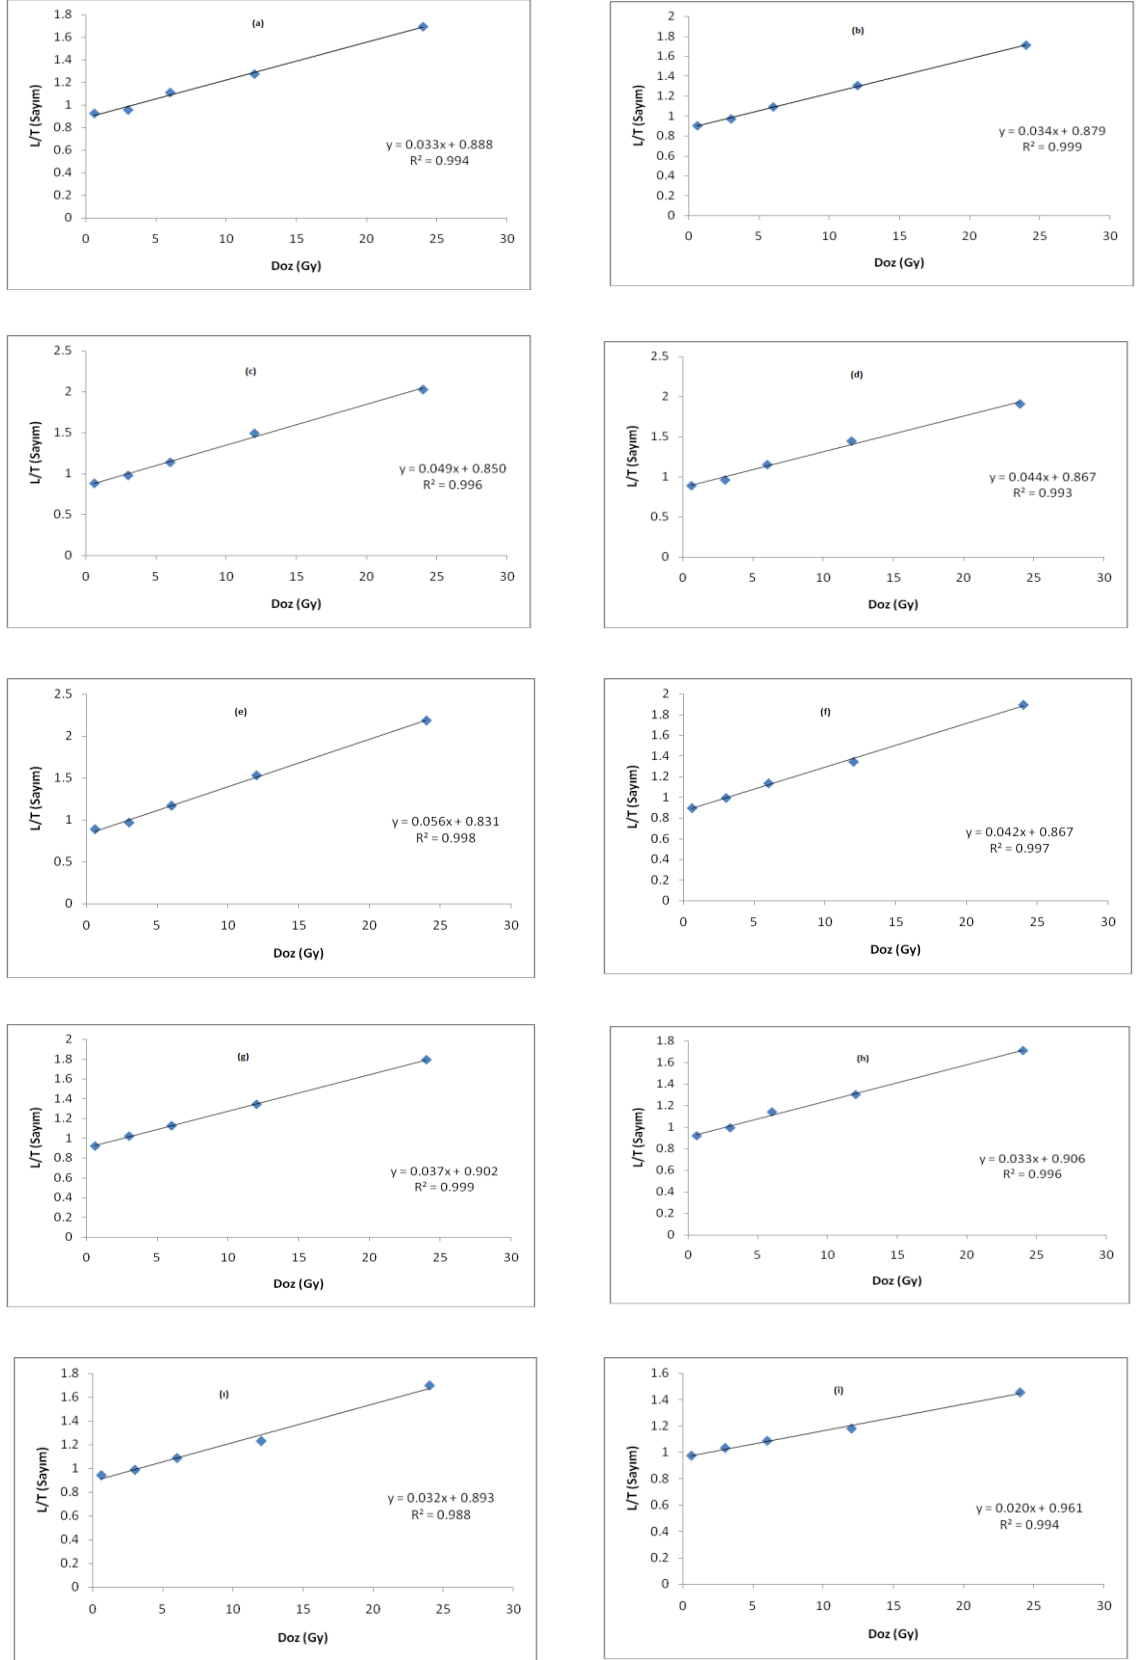 (a)
L/T (Sayım)
1.8
1.6
1.4
1.2
1
0.8
0.6
0.4
0.2
0
y = 0.033x + 0.888
R² = 0.994
0 5 10 15 20 25 30
Doz (Gy)
(b)
L/T (Sayım)
2
1.8
1.6
1.4
1.2
1
0.8
0.6
0.4
0.2
0
y = 0.034x + 0.879
R² = 0.999
0 5 10 15 20 25 30
Doz (Gy)
(c)
L/T (Sayım)
2.5
2
1.5
1
0.5
0
y = 0.049x + 0.850
R² = 0.996
0 5 10 15 20 25 30
Doz (Gy)
(d)
L/T (Sayım)
2.5
2
1.5
1
0.5
0
y = 0.044x + 0.867
R² = 0.993
0 5 10 15 20 25 30
Doz (Gy)
(e)
L/T (Sayım)
2.5
2
1.5
1
0.5
0
y = 0.056x + 0.831
R² = 0.998
0 5 10 15 20 25 30
Doz (Gy)
(f)
L/T (Sayım)
2
1.8
1.6
1.4
1.2
1
0.8
0.6
0.4
0.2
0
y = 0.042x + 0.867
R² = 0.997
0 5 10 15 20 25 30
Doz (Gy)
(g)
L/T (Sayım)
2
1.8
1.6
1.4
1.2
1
0.8
0.6
0.4
0.2
0
y = 0.037x + 0.902
R² = 0.999
0 5 10 15 20 25 30
Doz (Gy)
(h)
L/T (Sayım)
1.8
1.6
1.4
1.2
1
0.8
0.6
0.4
0.2
0
y = 0.033x + 0.906
R² = 0.996
0 5 10 15 20 25 30
Doz (Gy)
(ı)
L/T (Sayım)
1.8
1.6
1.4
1.2
1
0.8
0.6
0.4
0.2
0
y = 0.032x + 0.893
R² = 0.988
0 5 10 15 20 25 30
Doz (Gy)
(i)
L/T (Sayım)
1.6
1.4
1.2
1
0.8
0.6
0.4
0.2
0
y = 0.020x + 0.961
R² = 0.994
0 5 10 15 20 25 30
Doz (Gy)